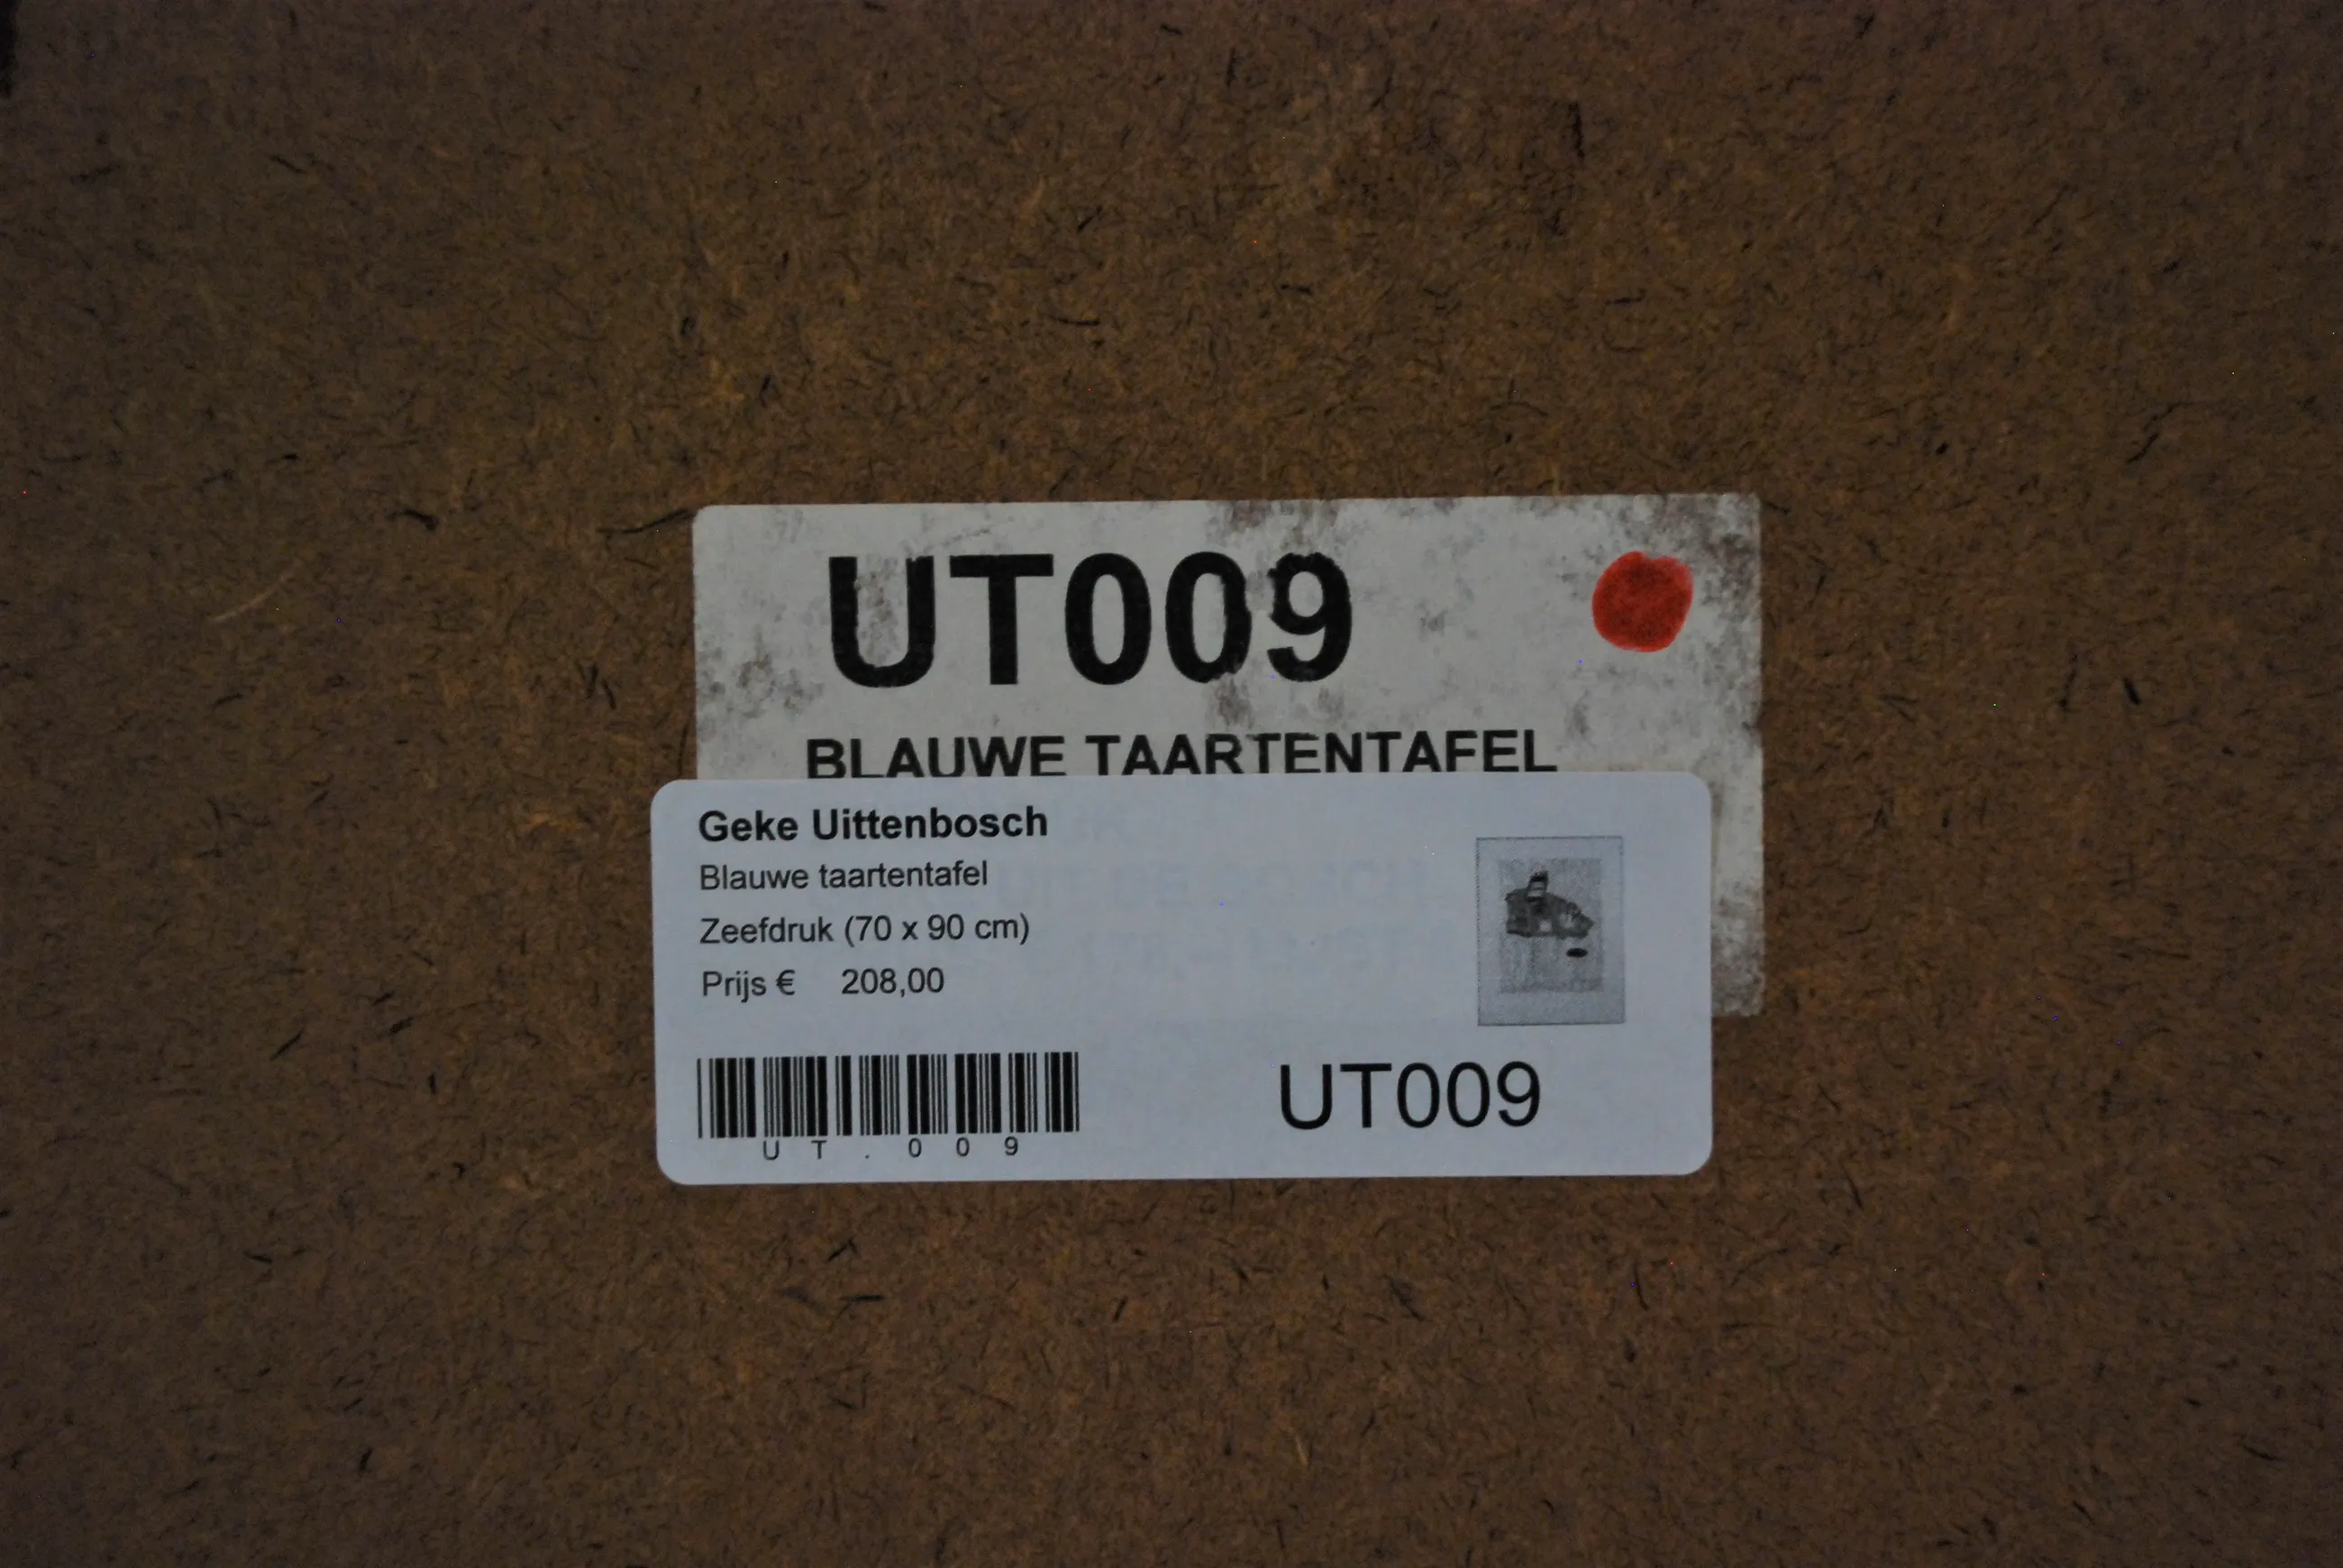 UT009
BLAUWE TAARTENTAFEL
Geke Uittenbosch
Blauwe taartentafel
Zeefdruk (70 x 90 cm)
Prijs € 208,00
UT.009
UT009